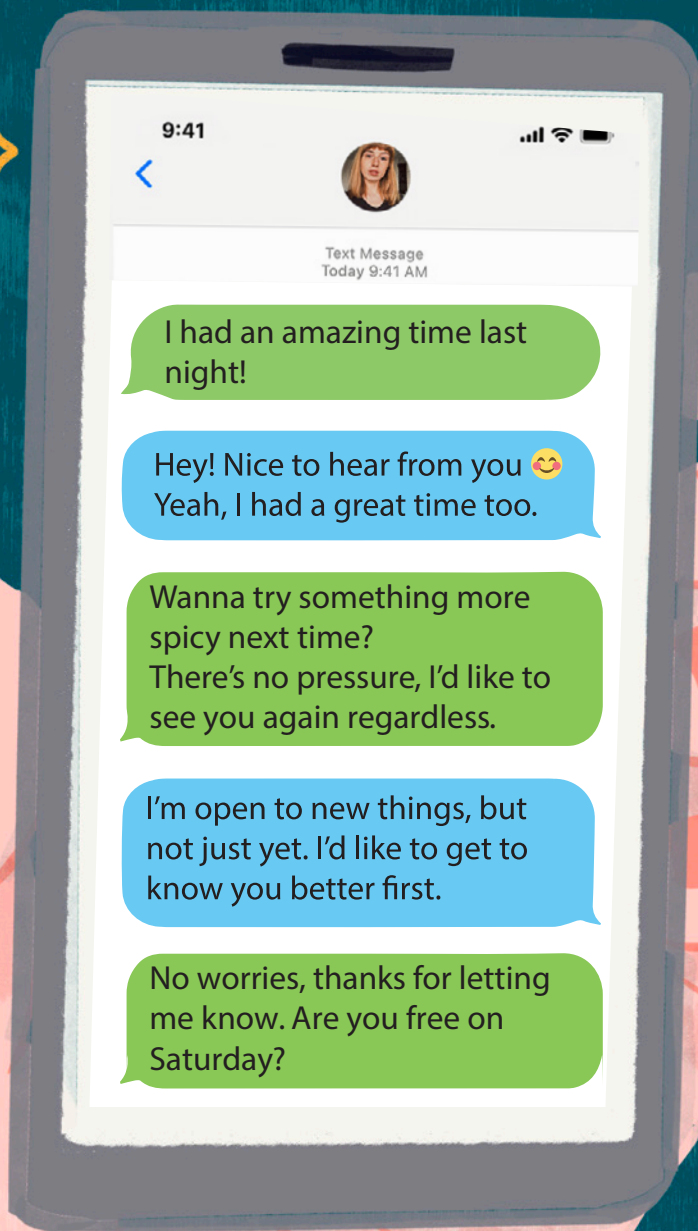 9:41
Text Message
Today 9:41 AM
I had an amazing time last
night!
Hey! Nice to hear from you 😊
Yeah, I had a great time too.
Wanna try something more
spicy next time?
There’s no pressure, I’d like to
see you again regardless.
I’m open to new things, but
not just yet. I’d like to get to
know you better first.
No worries, thanks for letting
me know. Are you free on
Saturday?